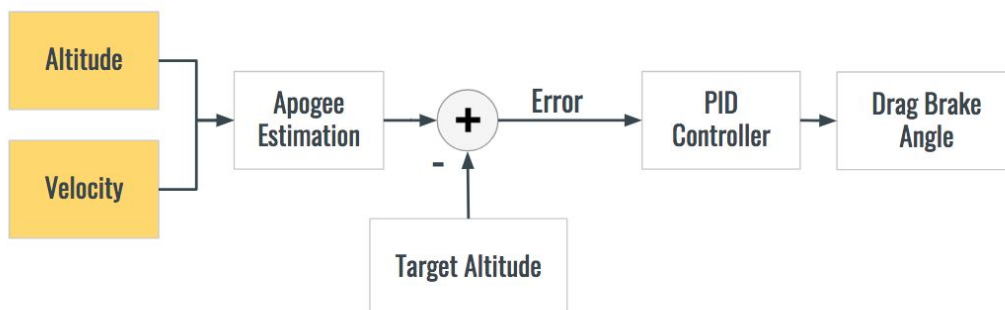 Altitude
Velocity
Apogee
Estimation
+
-
Error
Target Altitude
PID
Controller
Drag Brake
Angle